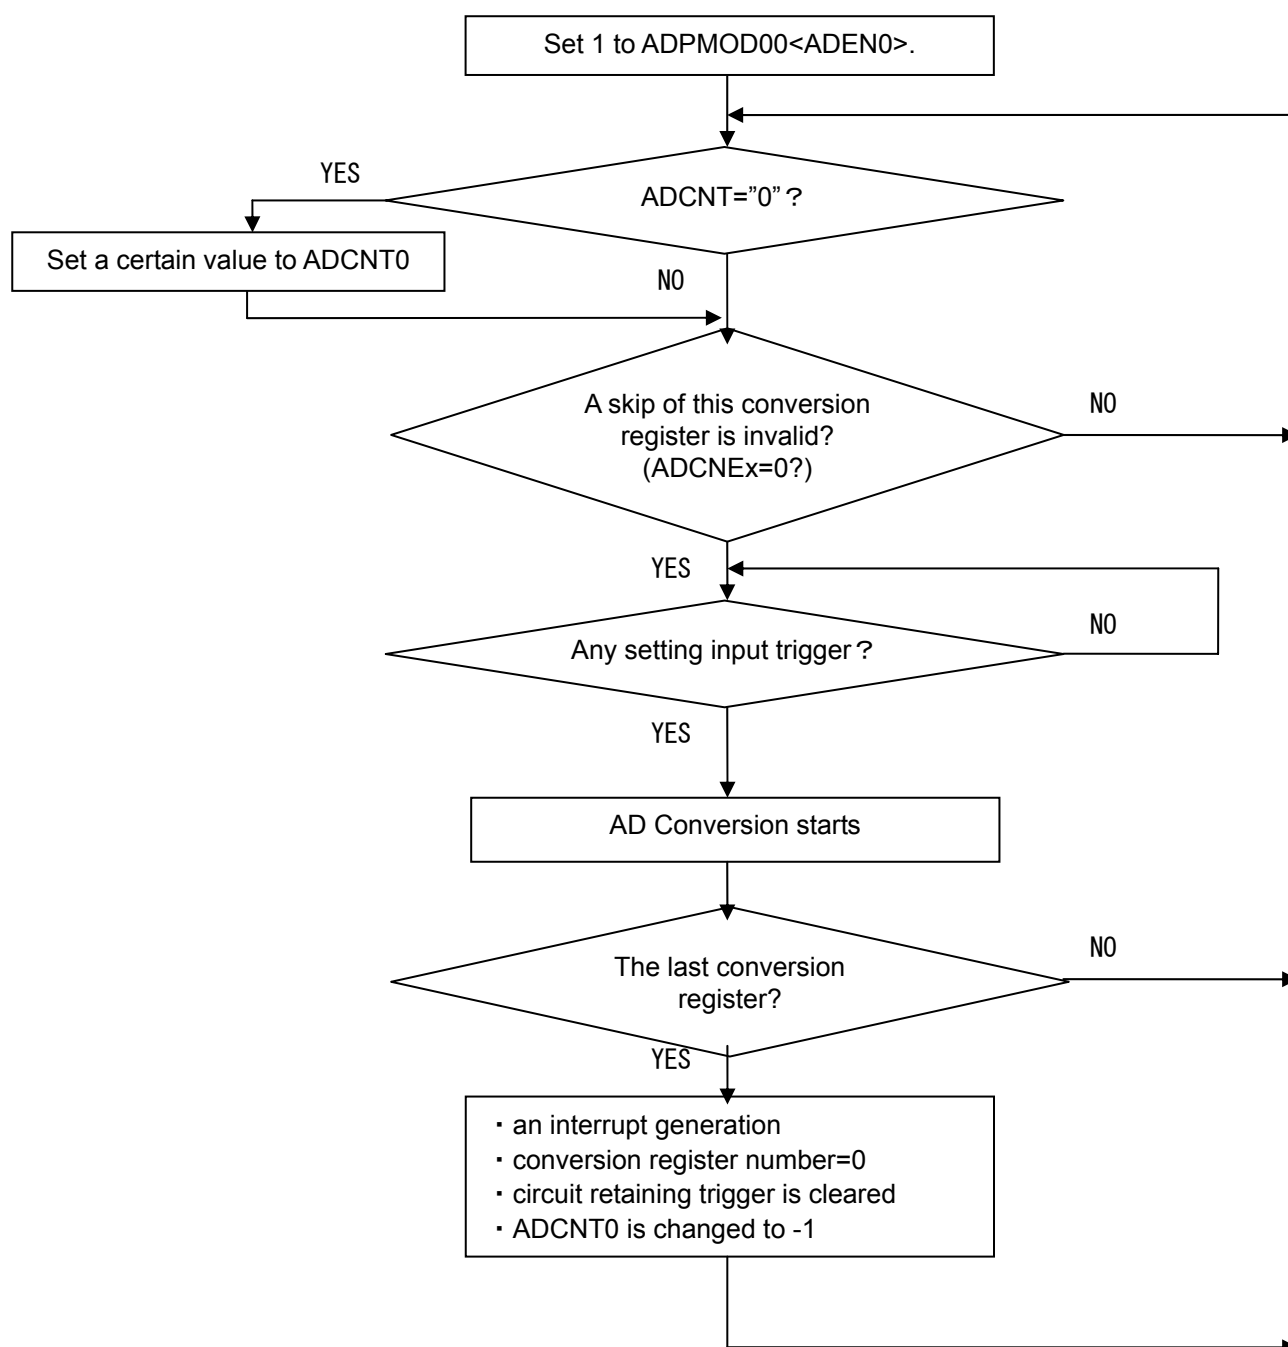 Set 1 to ADPMOD00<ADEN0>.
YES
ADCNT=”0”？
Set a certain value to ADCNT0
NO
A skip of this conversion
register is invalid?
(ADCNEx=0?)
NO
YES
Any setting input trigger？
NO
YES
AD Conversion starts
The last conversion
register?
NO
YES
・an interrupt generation
・conversion register number=0
・circuit retaining trigger is cleared
・ADCNT0 is changed to -1